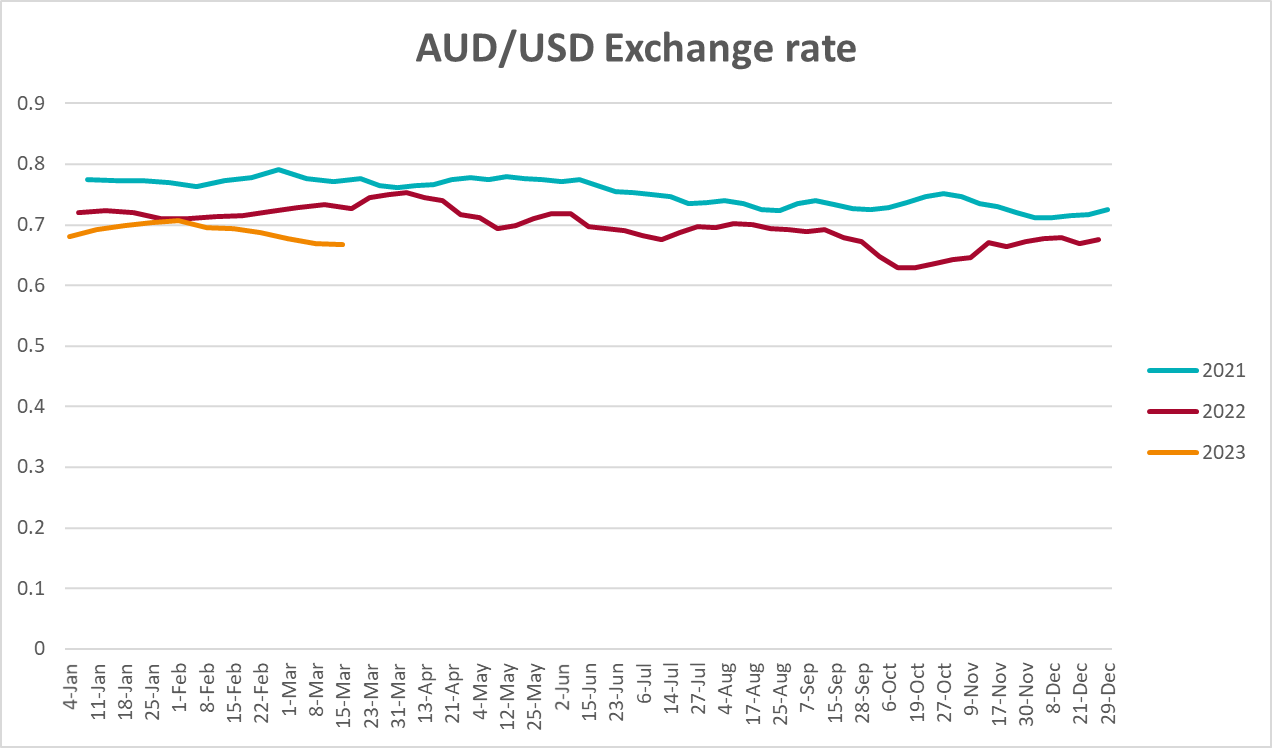 AUD/USD Exchange rate
0.9
0.8
0.7
0.6
0.5
0.4
0.3
0.2
0.1
0
2021
2022
2023
4-Jan
11-Jan
18-Jan
25-Jan
1-Feb
8-Feb
15-Feb
22-Feb
1-Mar
8-Mar
15-Mar
23-Mar
31-Mar
13-Apr
21-Apr
4-May
12-May
25-May
2-Jun
15-Jun
23-Jun
6-Jul
14-Jul
27-Jul
4-Aug
17-Aug
25-Aug
7-Sep
15-Sep
28-Sep
6-Oct
19-Oct
27-Oct
9-Nov
17-Nov
30-Nov
8-Dec
21-Dec
29-Dec